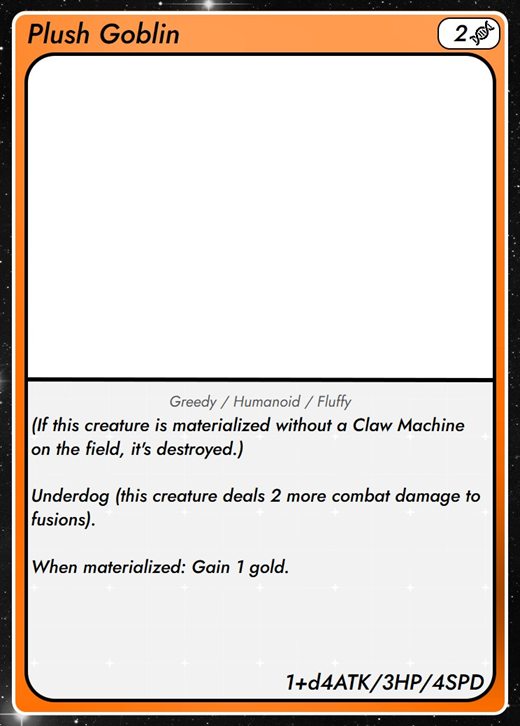 Plush Goblin
2
Greedy / Humanoid / Fluffy
(If this creature is materialized without a Claw Machine
on the field, it's destroyed.)
Underdog (this creature deals 2 more combat damage to
fusions).
When materialized: Gain 1 gold.
1+d4ATK/3HP/4SPD